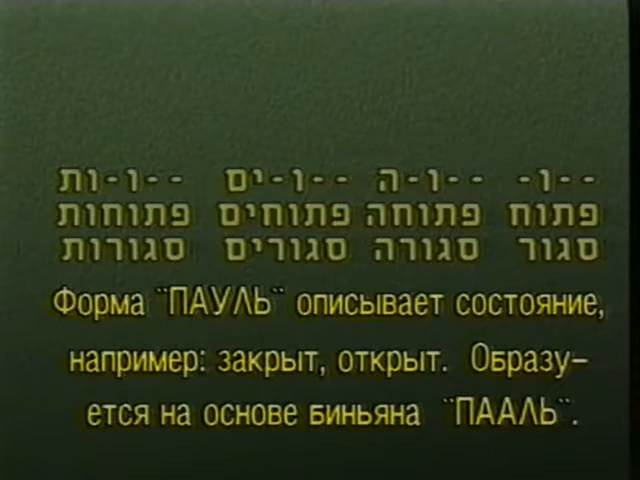 --ו- --ו-ה --ו-ים --ו-ות
פתוח פתוחה פתוחים פתוחות
סגור סגורה סגורים סגורות
Форма "ПАУЛЬ" описывает состояние,
например: закрыт, открыт. Образу-
ется на основе биньяна "ПААЛЬ".